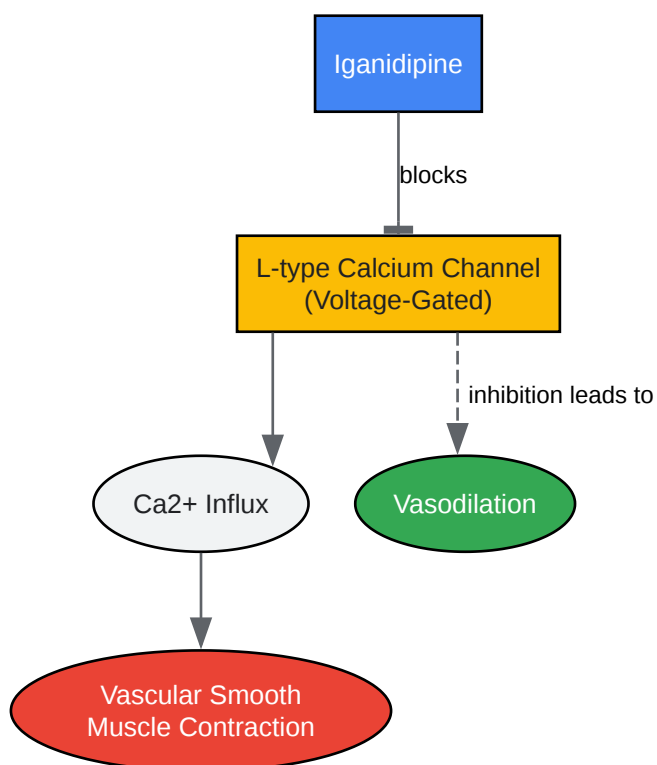 Iganidipine
blocks
L-type Calcium Channel
(Voltage-Gated)
inhibition leads to
Ca2+ Influx
Vasodilation
Vascular Smooth
Muscle Contraction